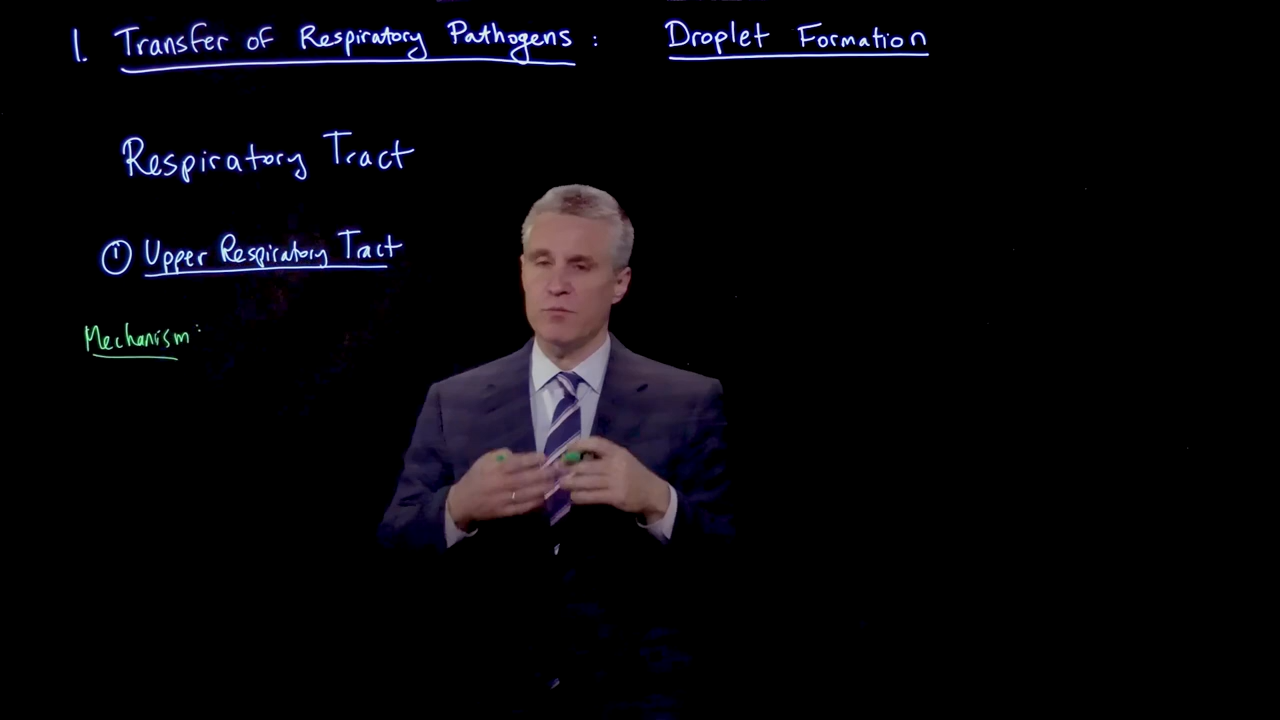 1. Transfer of Respiratory Pathogens: Droplet Formation
Respiratory Tract
① Upper Respiratory Tract
Mechanism: